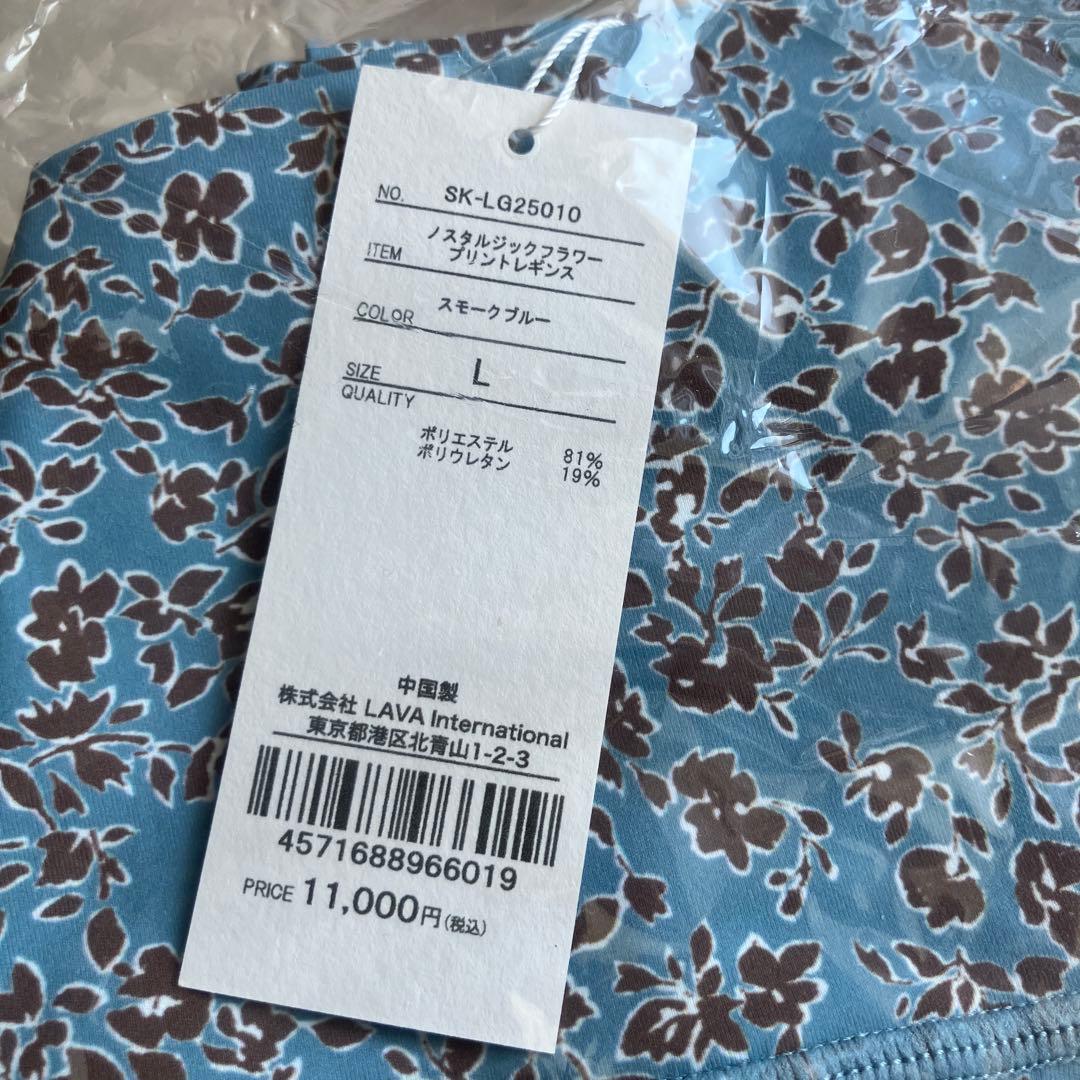 NO. SK-LG25010
ITEM ノスタルジックフラワー
プリントレギンス
COLOR スモークブルー
SIZE L
QUALITY
ポリエステル 81%
ポリウレタン 19%
中国製
株式会社 LAVA International
東京都港区北青山1-2-3
4571688966019
PRICE 11,000円(税込)